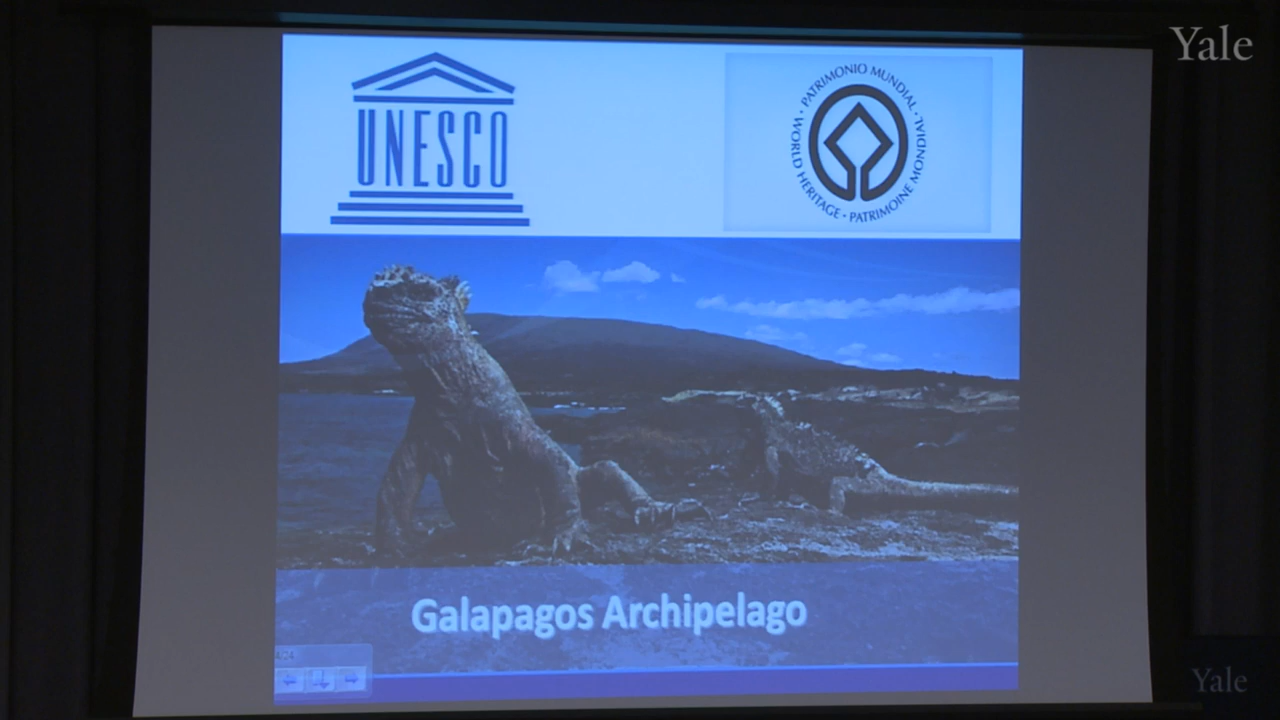 Yale
UNESCO
PATRIMONIO MUNDIAL • WORLD HERITAGE • PATRIMOINE MONDIAL •
Galapagos Archipelago
Yale